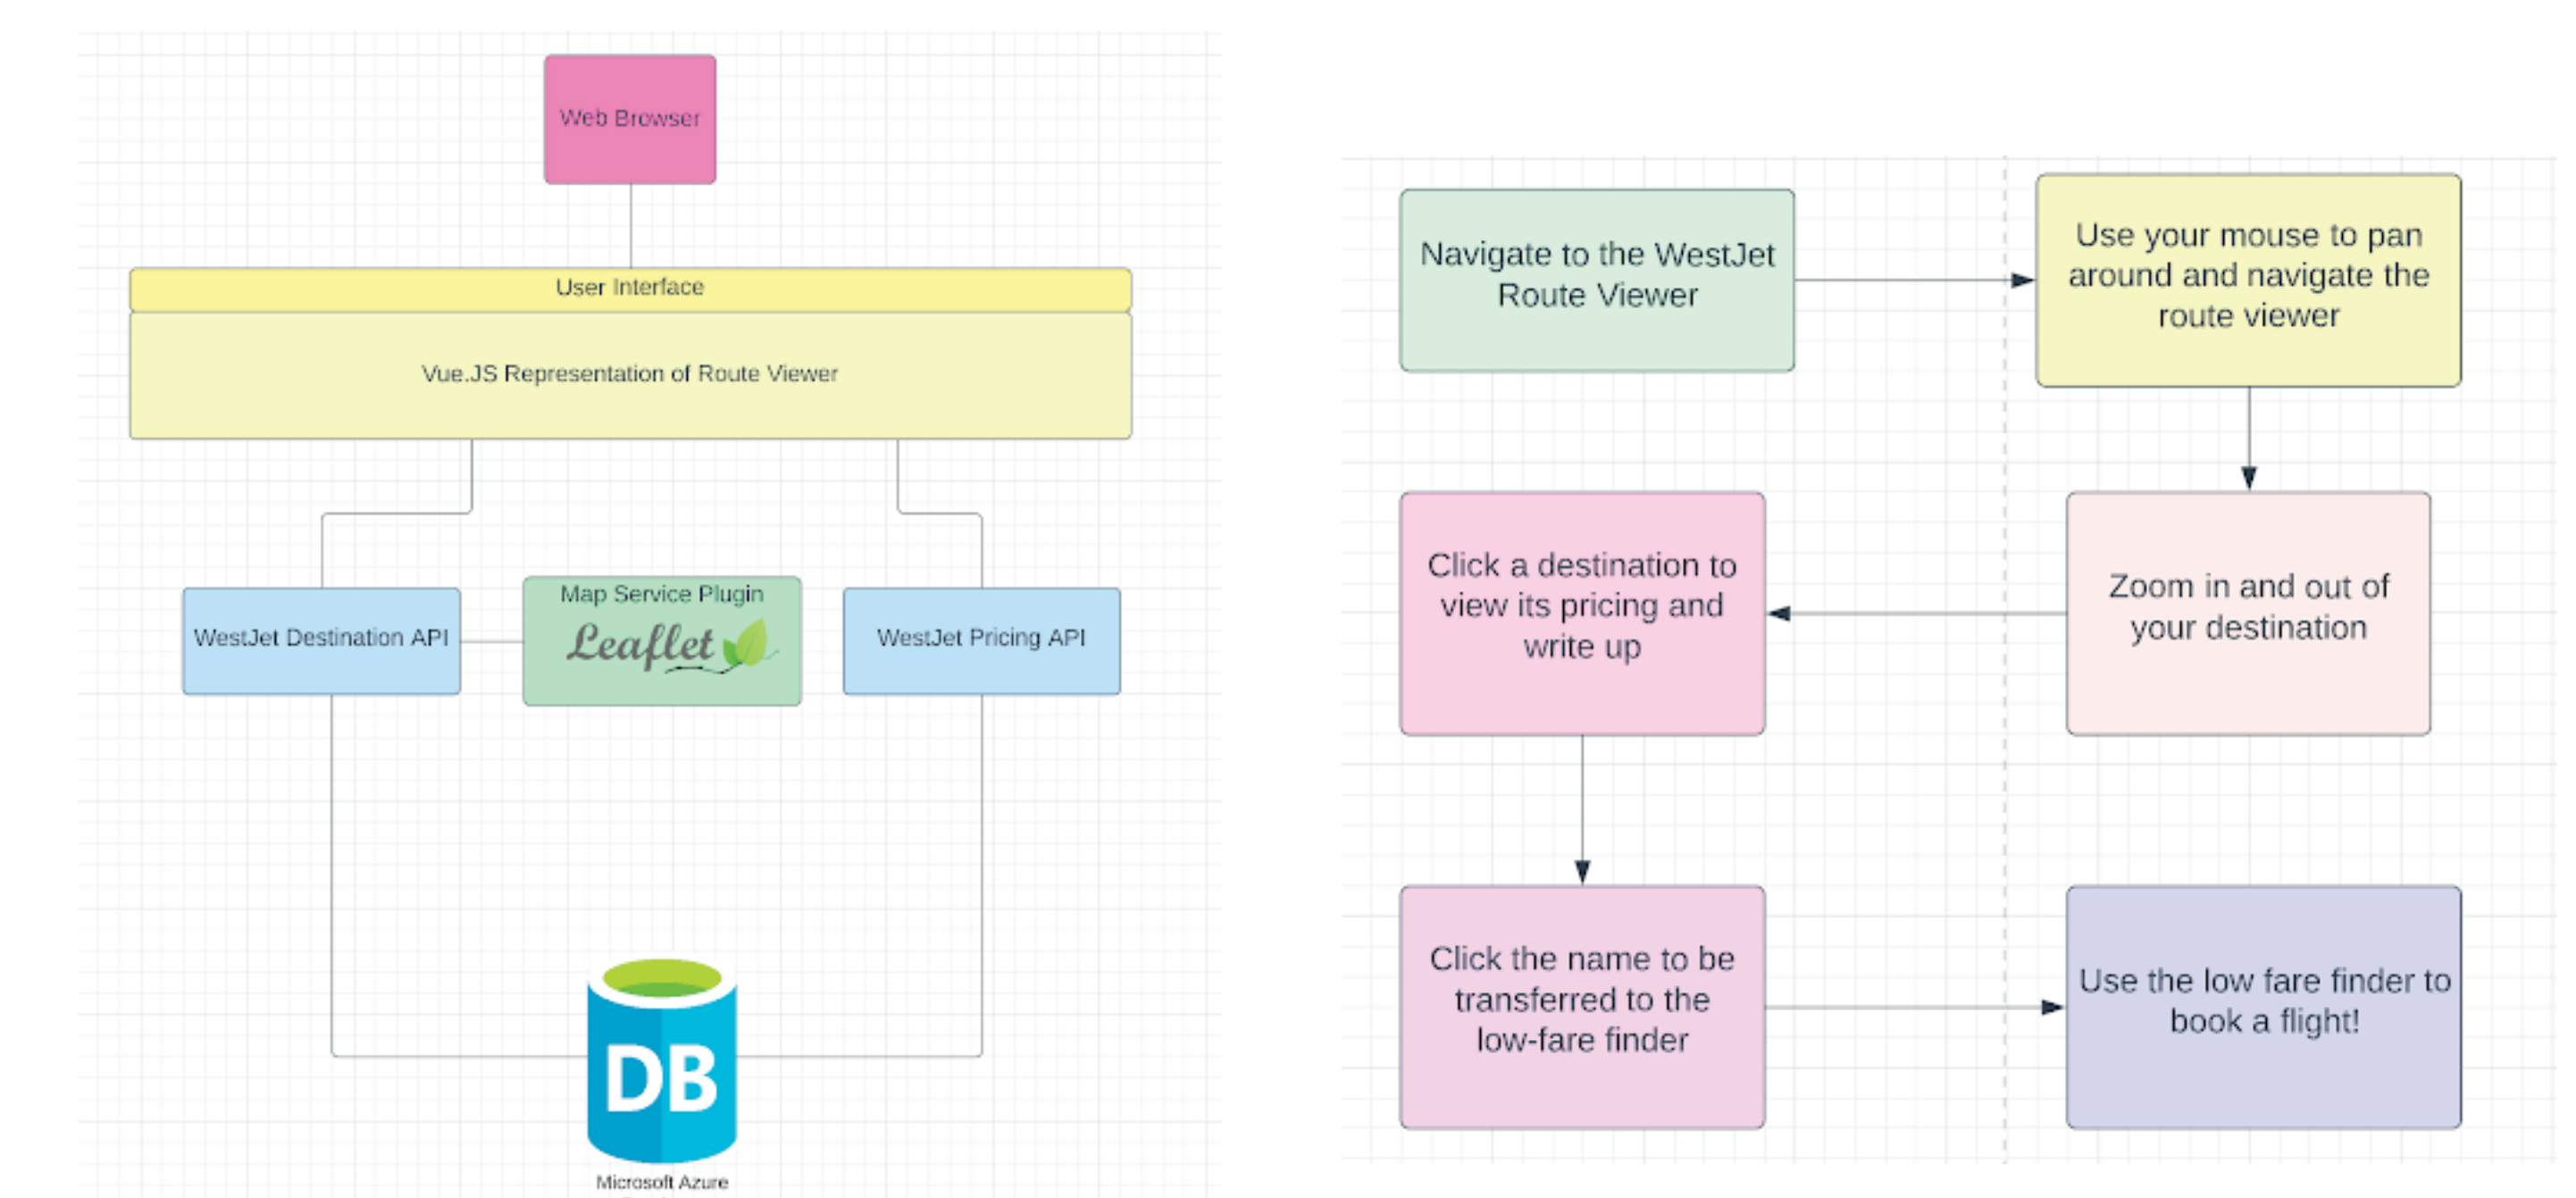 Web Browser
User Interface
Vue.JS Representation of Route Viewer
WestJet Destination API
Map Service Plugin
Leaflet
WestJet Pricing API
DB
Microsoft Azure
Navigate to the WestJet
Route Viewer
Use your mouse to pan
around and navigate the
route viewer
Zoom in and out of
your destination
Click a destination to
view its pricing and
write up
Click the name to be
transferred to the
low-fare finder
Use the low fare finder to
book a flight!